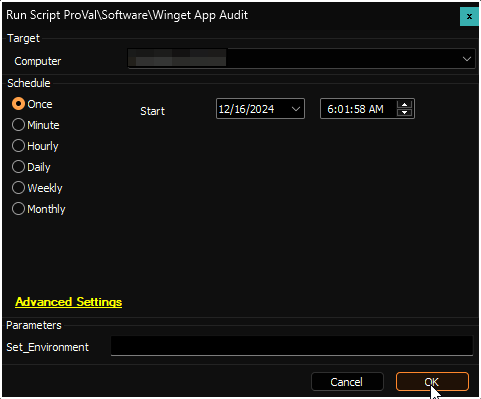 Run Script ProVal\Software\Winget App Audit
x
Target
Computer
Schedule
Once
Start
12/16/2024
6:01:58 AM
Minute
Hourly
Daily
Weekly
Monthly
Advanced Settings
Parameters
Set_Environment
Cancel
OK